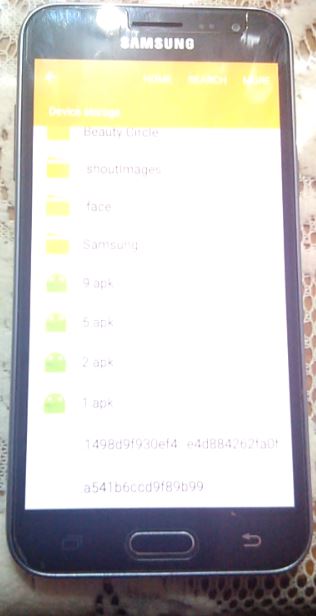 SAMSUNG
HOME SEARCH MORE
Device storage
Beauty Circle
.shoutImages
.face
Samsung
9.apk
5.apk
2.apk
1.apk
a541b6ccd9f89b99